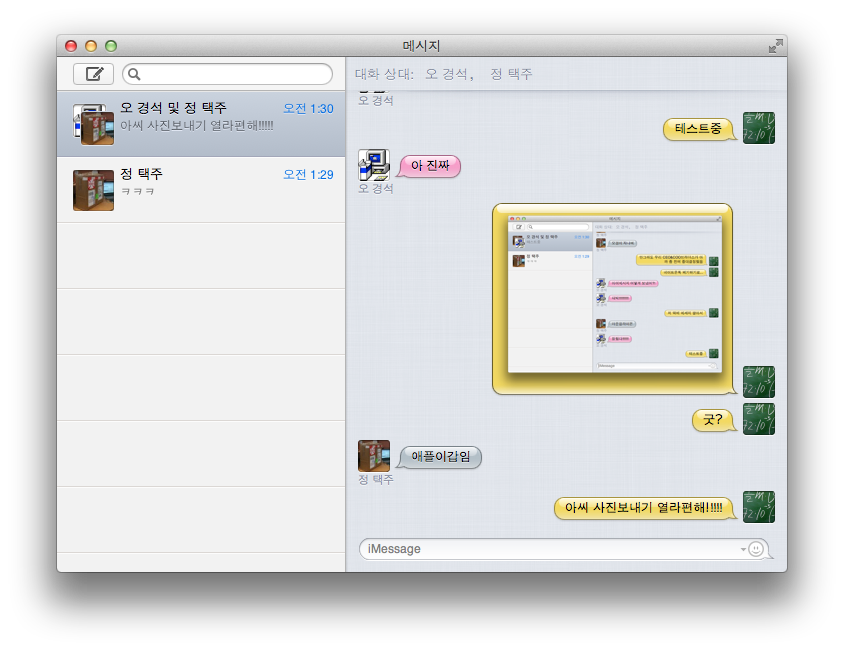 메시지
대화 상대: 오 경석, 정 택주
오 경석 및 정 택주 오전 1:30
아씨 사진보내기 열라편해!!!!!
정 택주 오전 1:29
ㅋㅋㅋ
오 경석
테스트중
아 진짜
오 경석
굿?
애플이갑임
정 택주
아씨 사진보내기 열라편해!!!!!
iMessage